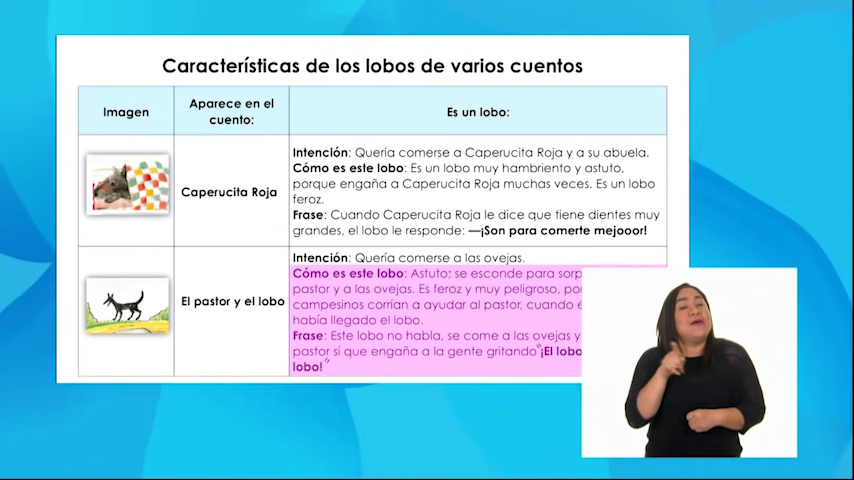 Características de los lobos de varios cuentos
Imagen
Aparece en el
cuento:
Es un lobo:
Caperucita Roja
Intención: Quería comerse a Caperucita Roja y a su abuela.
Cómo es este lobo: Es un lobo muy hambriento y astuto,
porque engaña a Caperucita Roja muchas veces. Es un lobo
feroz.
Frase: Cuando Caperucita Roja le dice que tiene dientes muy
grandes, el lobo le responde: —¡Son para comerte mejooor!
El pastor y el lobo
Intención: Quería comerse a las ovejas.
Cómo es este lobo: Astuto; se esconde para
pastor y a las ovejas. Es feroz y muy peligroso,
campesinos corrían a ayudar al pastor, cuando
había llegado el lobo.
Frase: Este lobo no habla, se come a las ovejas y
pastor sí que engaña a la gente gritando "¡El
lobo!"